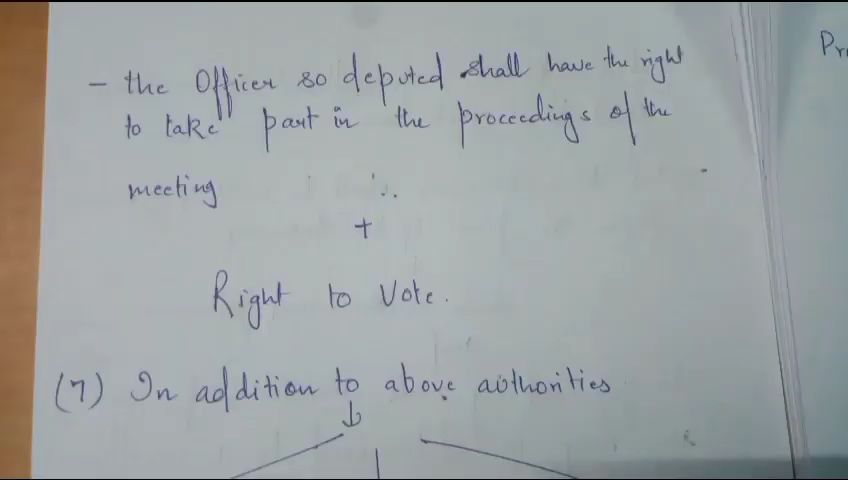 - the Officer so deputed shall have the right
to take part in the proceedings of the
meeting
+
Right to Vote.
(7) In addition to above authorities
↓
Pr